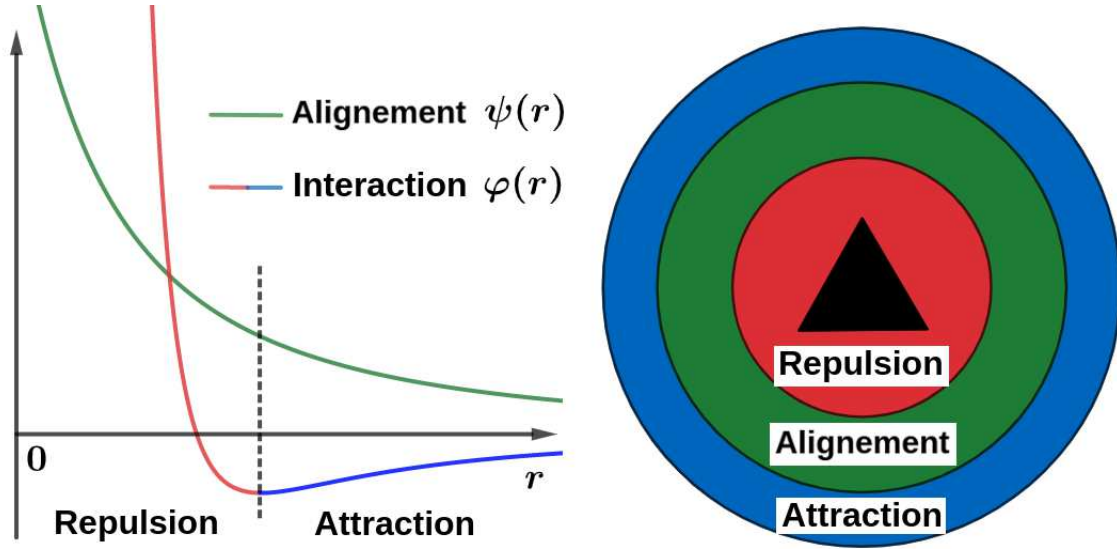 Alignement ψ(r)
Interaction φ(r)
0
r
Repulsion
Attraction
Repulsion
Alignement
Attraction